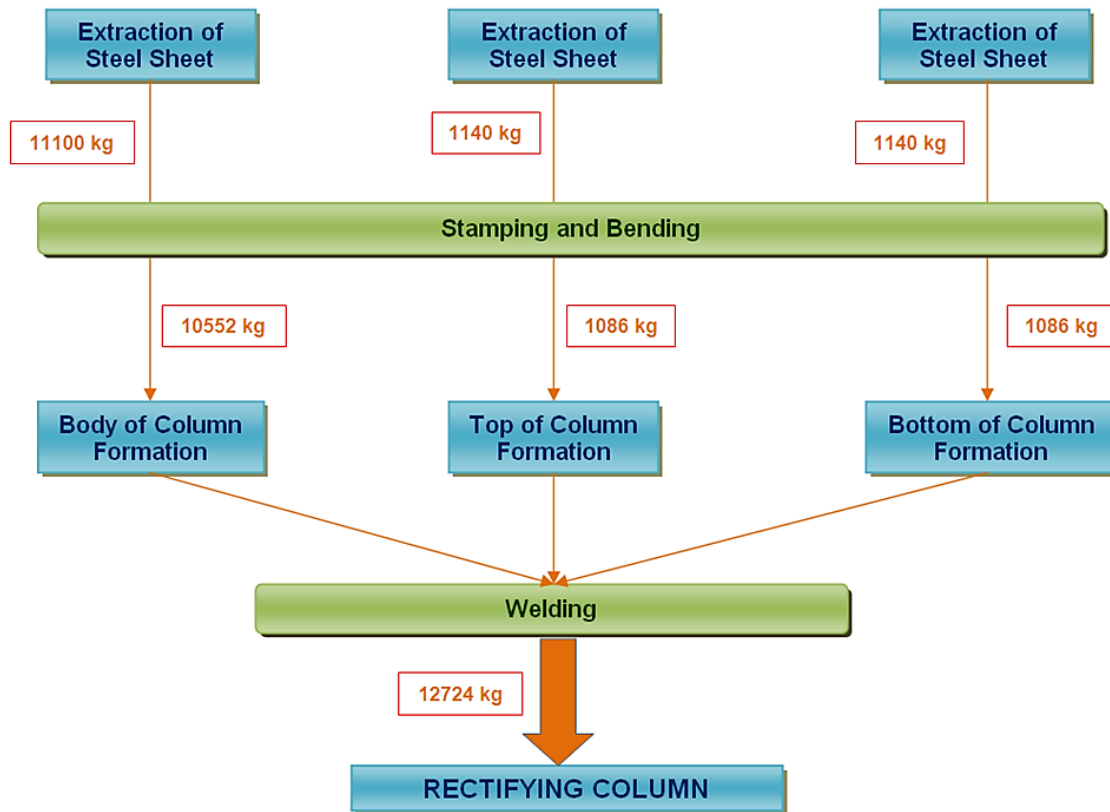 Extraction of
Steel Sheet
Extraction of
Steel Sheet
Extraction of
Steel Sheet
11100 kg
1140 kg
1140 kg
Stamping and Bending
10552 kg
1086 kg
1086 kg
Body of Column
Formation
Top of Column
Formation
Bottom of Column
Formation
Welding
12724 kg
RECTIFYING COLUMN